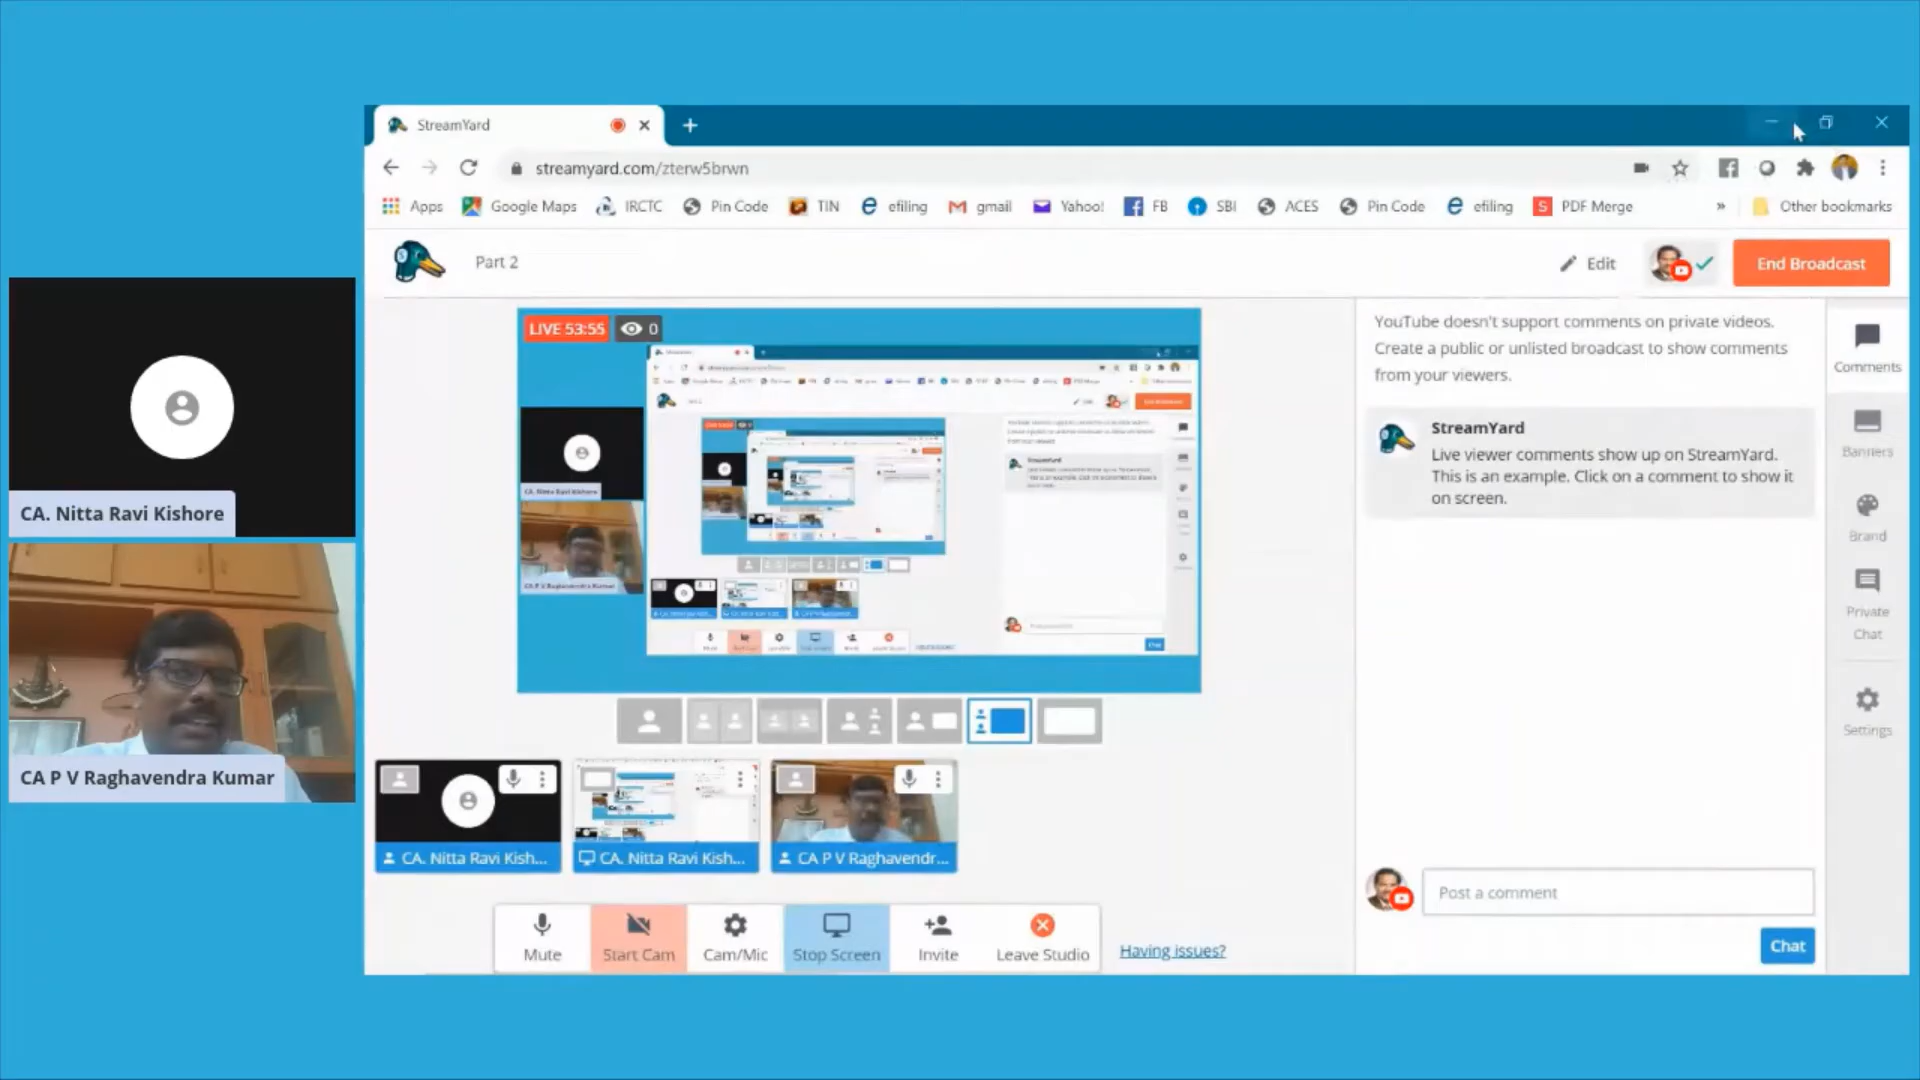 StreamYard
streamyard.com/zterw5brwn
Apps
Google Maps
IRCTC
Pin Code
TIN
efiling
gmail
Yahoo!
FB
SBI
ACES
Pin Code
efiling
PDF Merge
»
Other bookmarks
Part 2
Edit
End Broadcast
LIVE 53:55
0
YouTube doesn't support comments on private videos.
Create a public or unlisted broadcast to show comments
from your viewers.
StreamYard
Live viewer comments show up on StreamYard.
This is an example. Click on a comment to show it
on screen.
Comments
Banners
Brand
Private
Chat
Settings
CA. Nitta Ravi Kishore
CA P V Raghavendra Kumar
CA. Nitta Ravi Kish...
CA. Nitta Ravi Kish...
CA P V Raghavendr...
Post a comment
Chat
Mute
Start Cam
Cam/Mic
Stop Screen
Invite
Leave Studio
Having issues?